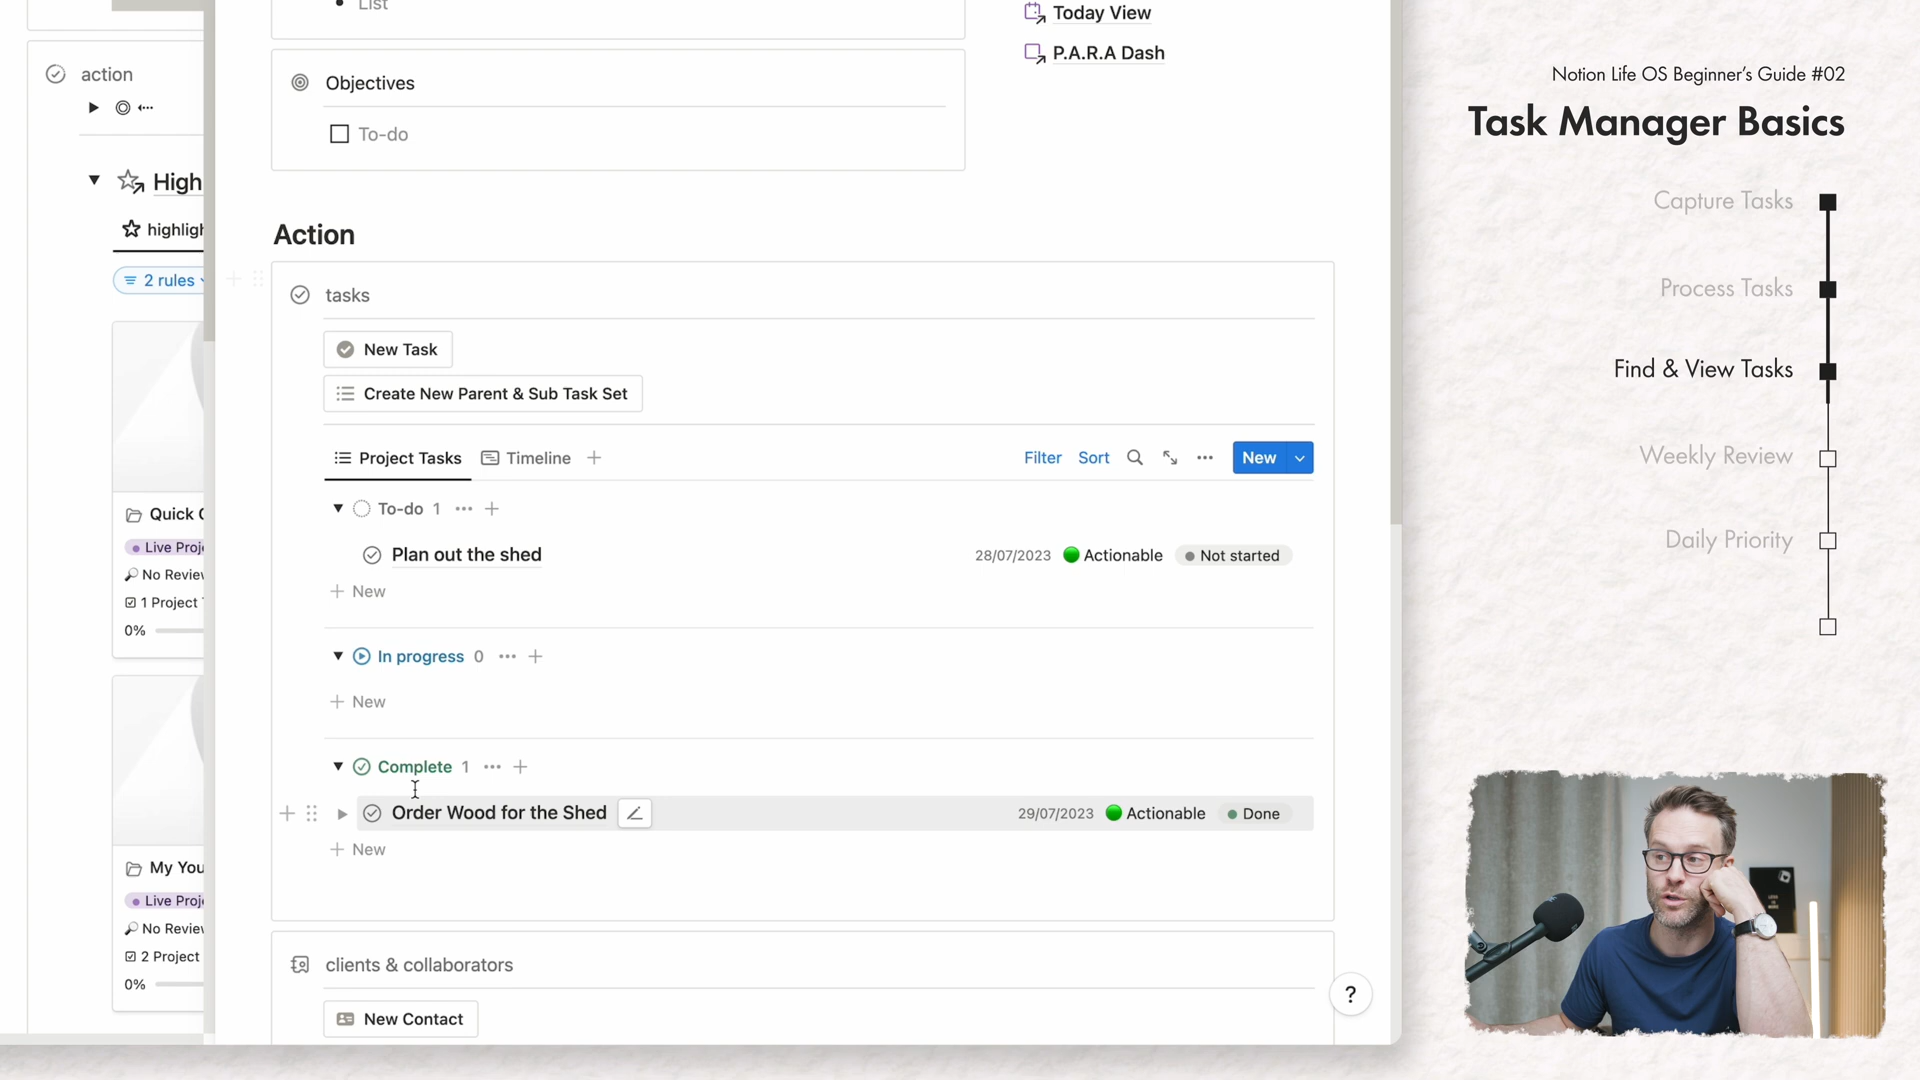 action
High
highligh
2 rules
Quick
Live Proje
No Review
1 Project
0%
My You
Live Proje
No Review
2 Project
0%
List
Objectives
To-do
Today View
P.A.R.A Dash
Action
tasks
New Task
Create New Parent & Sub Task Set
Project Tasks Timeline
Filter Sort New
To-do 1
Plan out the shed 28/07/2023 Actionable Not started
New
In progress 0
New
Complete 1
Order Wood for the Shed 29/07/2023 Actionable Done
New
clients & collaborators
New Contact
?
Notion Life OS Beginner's Guide #02
Task Manager Basics
Capture Tasks
Process Tasks
Find & View Tasks
Weekly Review
Daily Priority